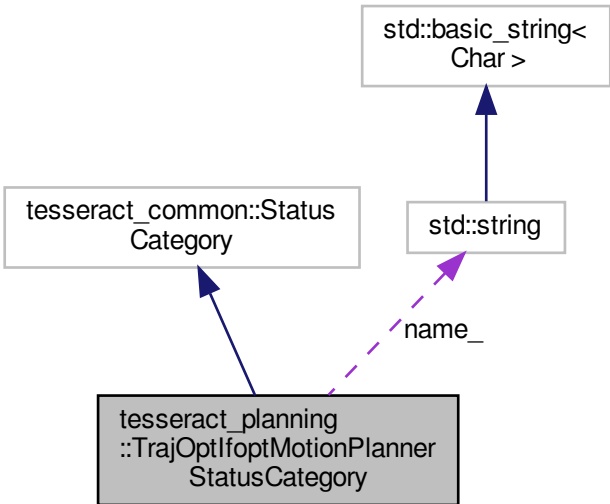 std::basic_string<
Char >
tesseract_common::Status
Category
std::string
name_
tesseract_planning
::TrajOptIfoptMotionPlanner
StatusCategory